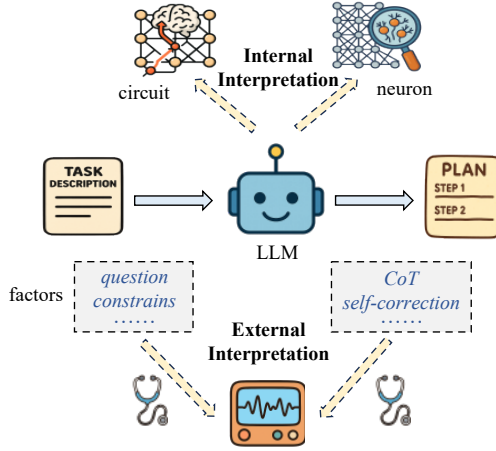 Internal
Interpretation
circuit
neuron
TASK
DESCRIPTION
PLAN
STEP 1
STEP 2
LLM
factors
question
constrains
......
CoT
self-correction
......
External
Interpretation